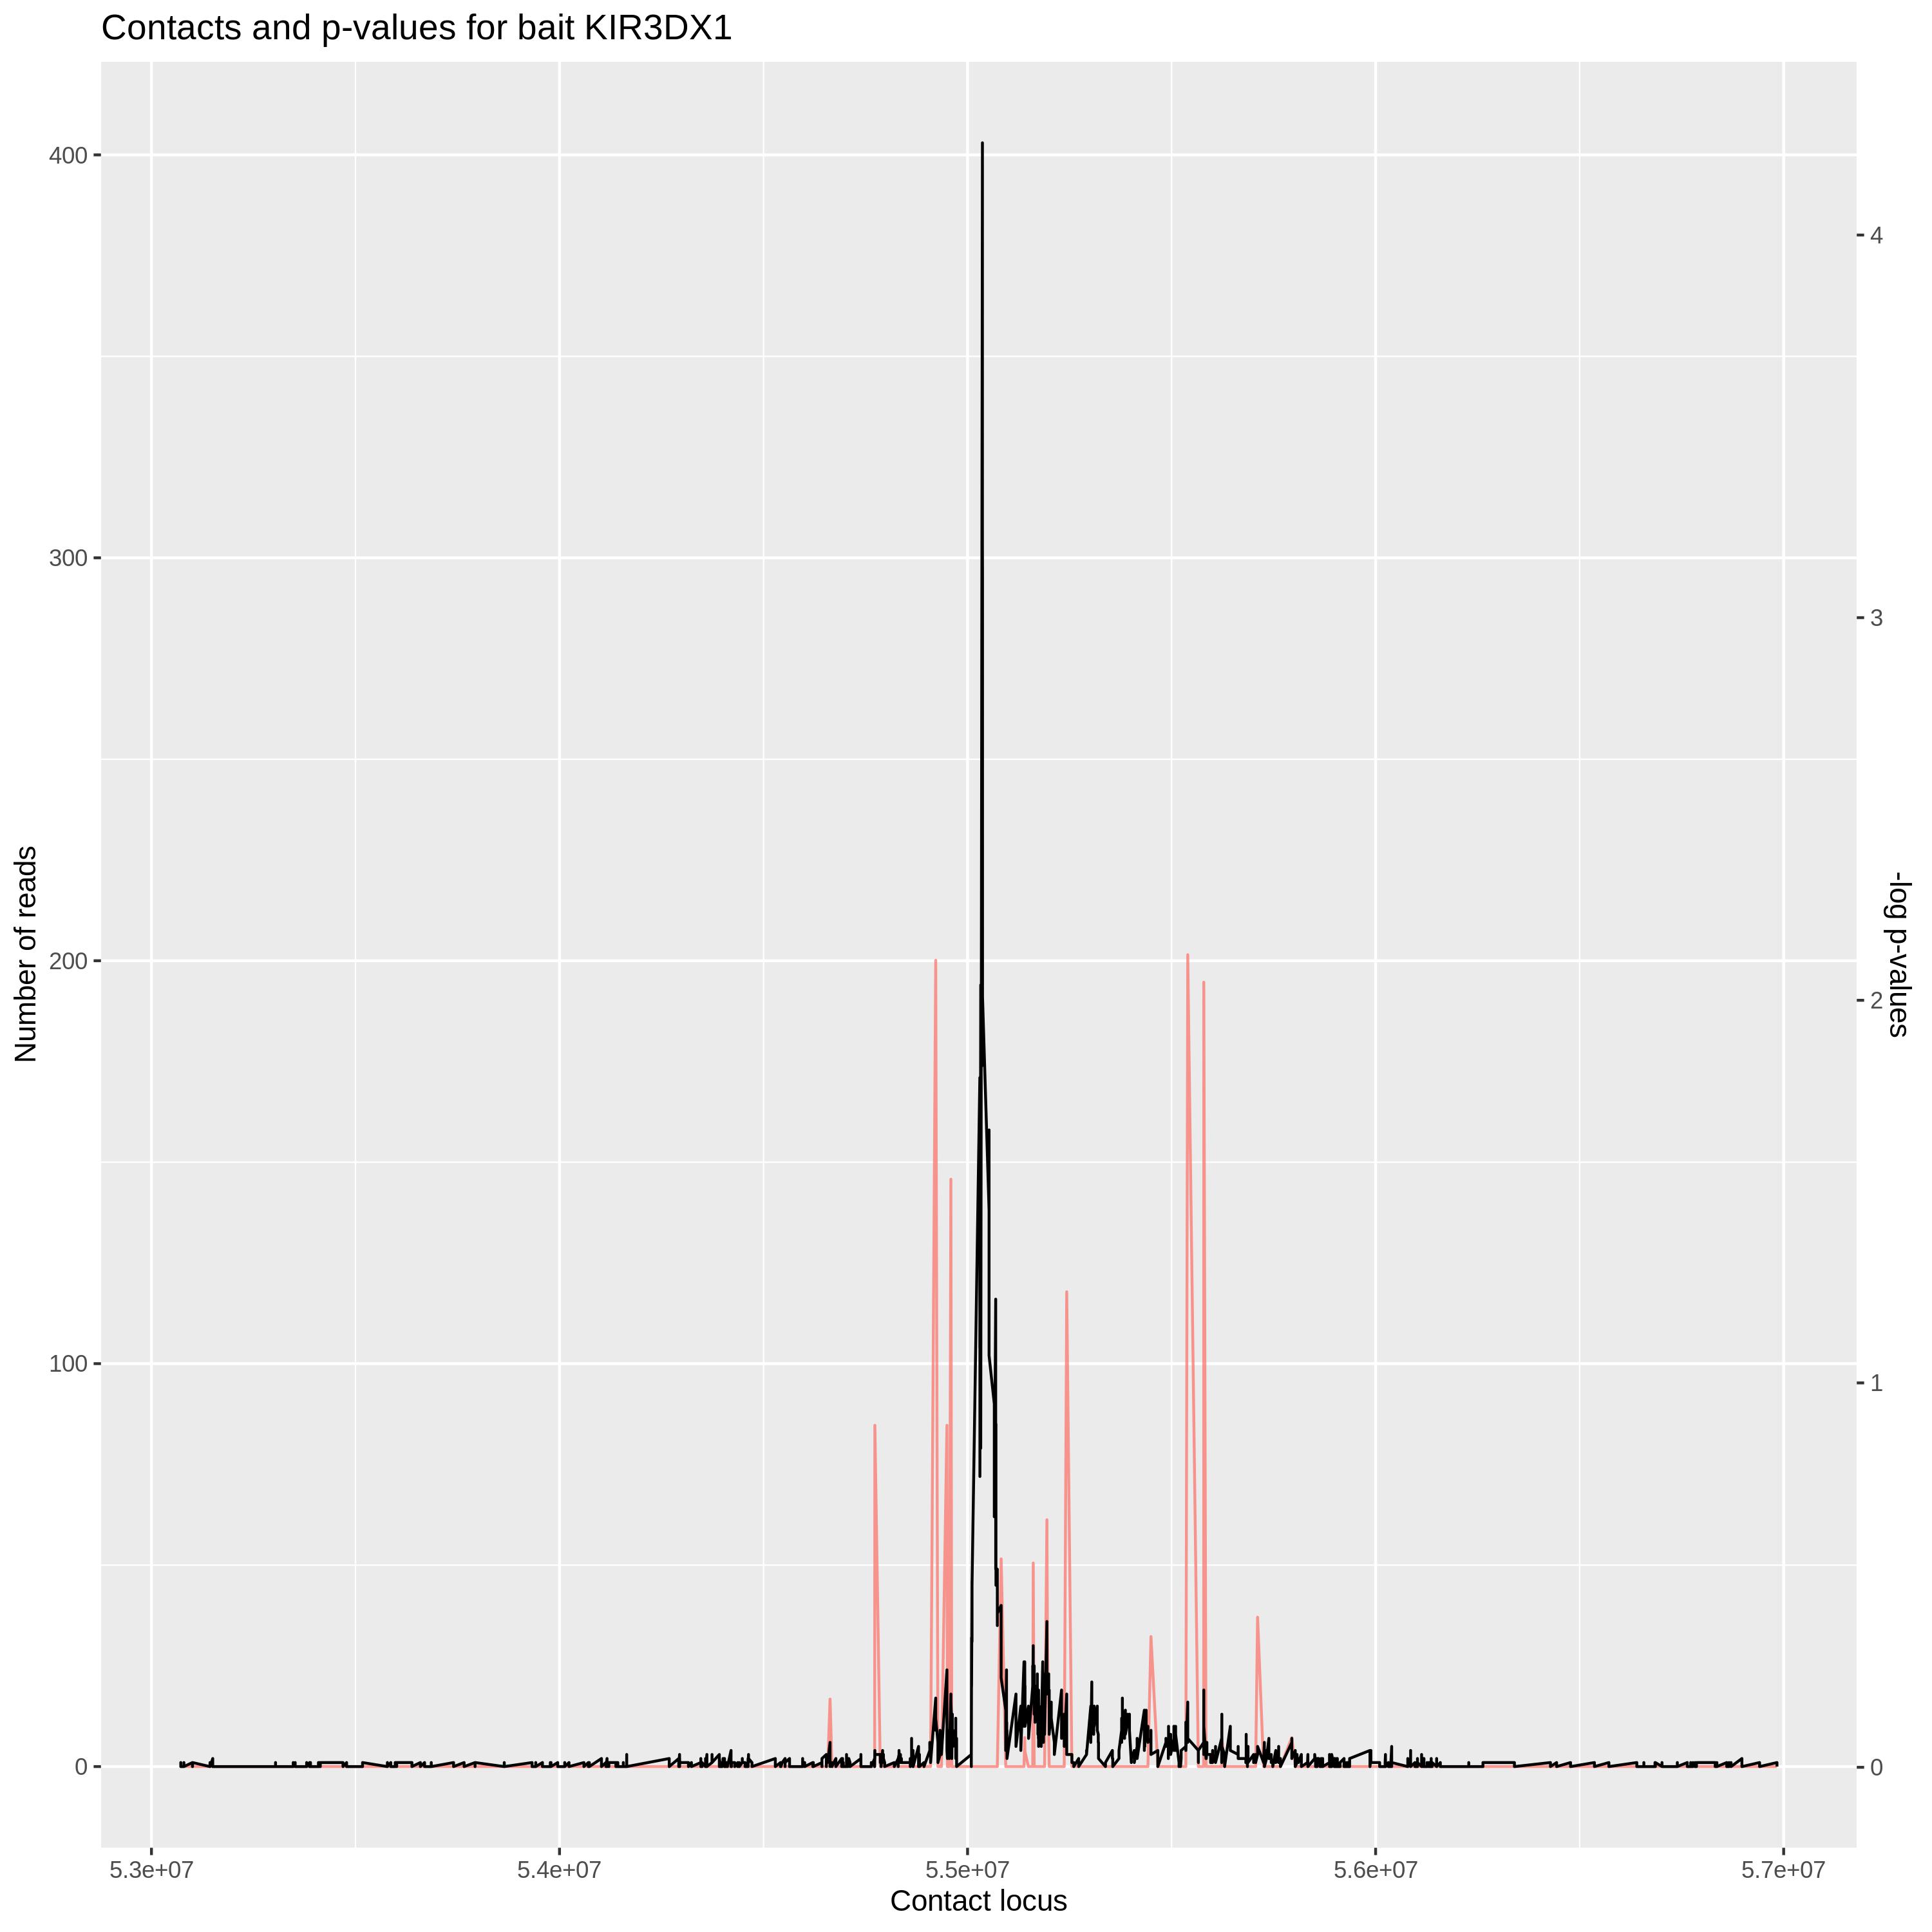 Contacts and p-values for bait KIR3DX1
400
300
200
100
0
Number of reads
4
3
2
1
0
-log p-values
5.3e+07
5.4e+07
5.5e+07
5.6e+07
5.7e+07
Contact locus